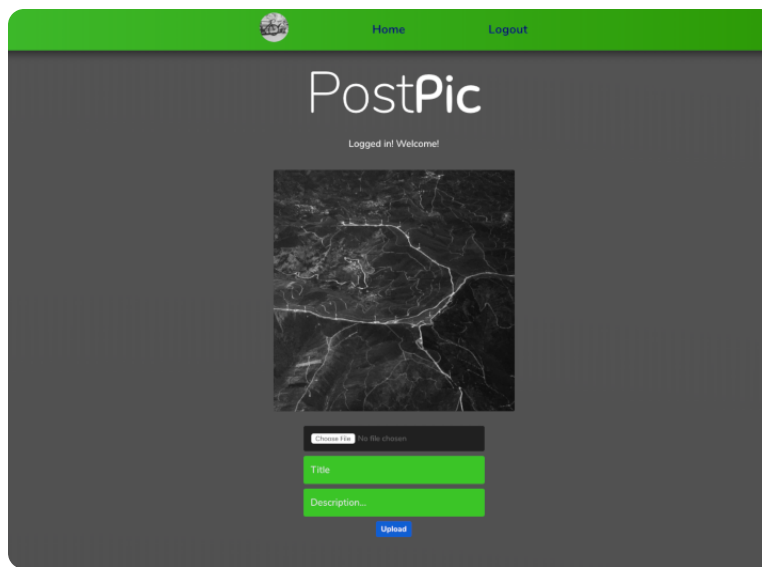 Home Logout
PostPic
Logged in! Welcome!
Choose File No file chosen
Title
Description...
Upload